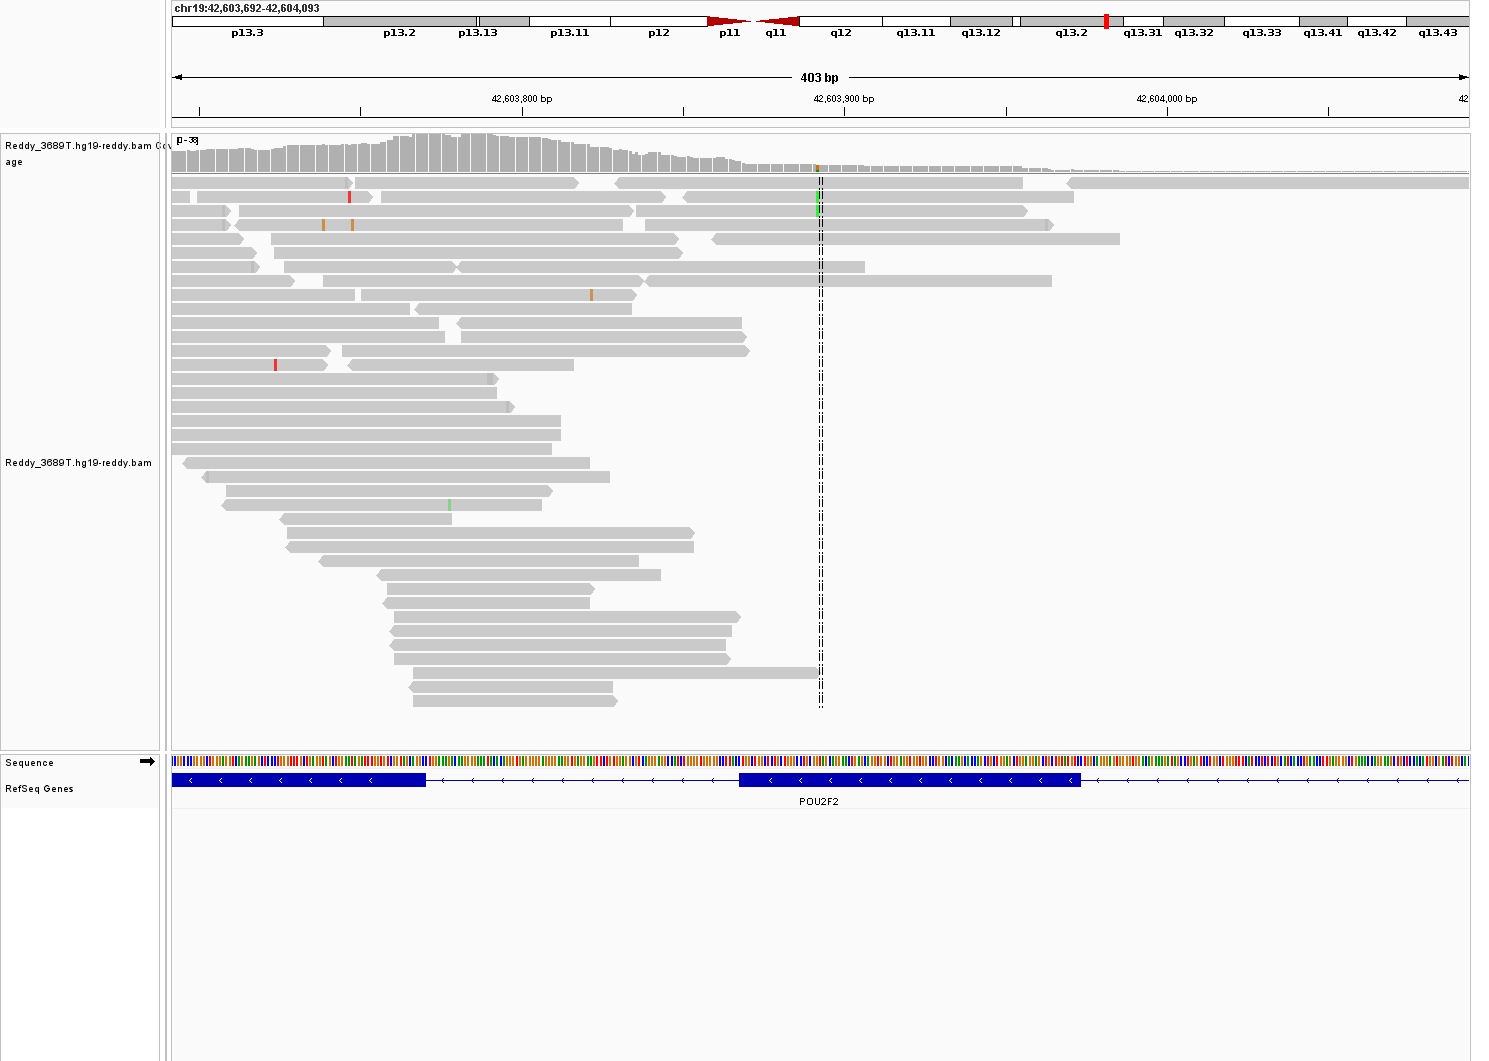 chr19:42,603,692-42,604,093
p13.3 p13.2 p13.13 p13.11 p12 p11 q11 q12 q13.11 q13.12 q13.2 q13.31 q13.32 q13.33 q13.41 q13.42 q13.43
403 bp
42,603,800 bp 42,603,900 bp 42,604,000 bp 42
Reddy_3689T.hg19-reddy.bam Cov
age
[0-38]
Reddy_3689T.hg19-reddy.bam
Sequence
RefSeq Genes
POU2F2